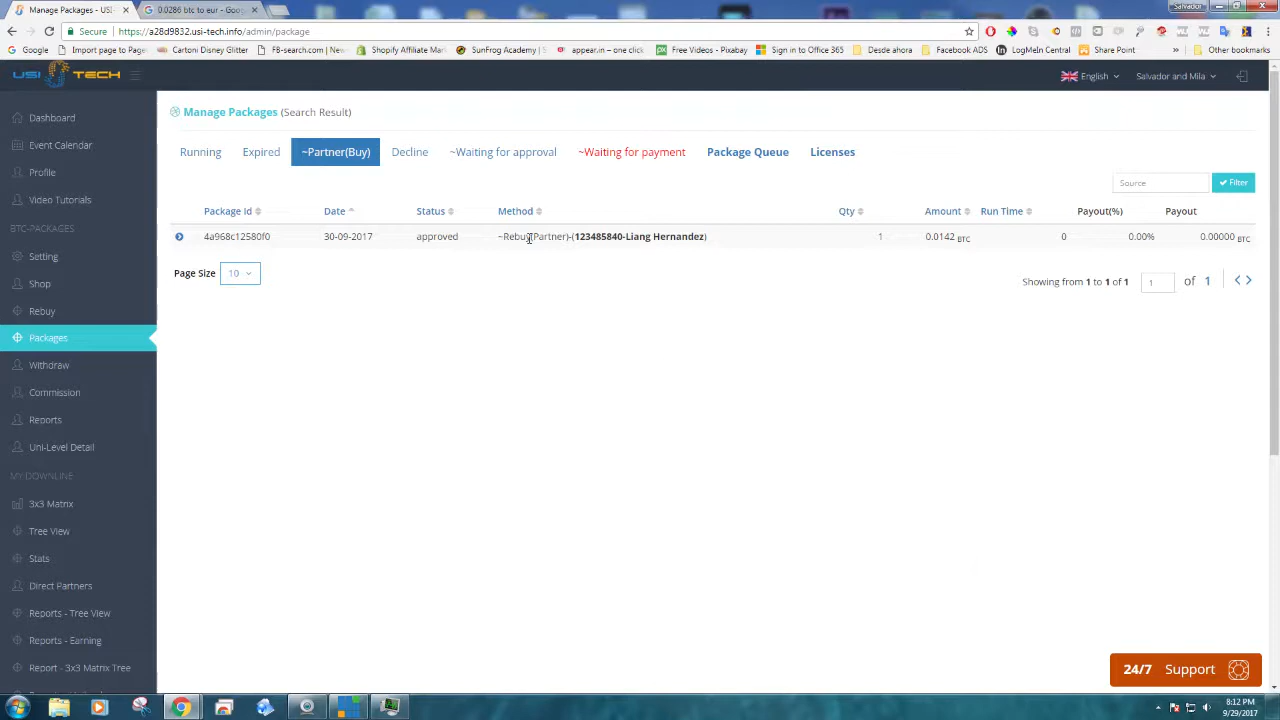 Salvador
Manage Packages - USI-
0.0286 btc to eur - Goog
Secure https://a28d9832.usi-tech.info/admin/package
Google Import page to Pages Cartoni Disney Glitter FB-search.com | NE Shopify Affiliate Mark SumFrog Academy | S appear.in – one click Free Videos - Pixabay Sign in to Office 365 Desde ahora Facebook ADS LogMeIn Central Share Point » Other bookmarks
USI TECH English Salvador and Mila
Manage Packages (Search Result)
Running Expired ~Partner(Buy) Decline ~Waiting for approval ~Waiting for payment Package Queue Licenses
Source Filter
Package Id Date Status Method Qty Amount Run Time Payout(%) Payout
4a968c12580f0 30-09-2017 approved ~Rebuy(Partner)-(123485840-Liang Hernandez) 1 0.0142 BTC 0 0.00% 0.00000 BTC
Page Size 10 Showing from 1 to 1 of 1 1 of 1
Dashboard
Event Calendar
Profile
Video Tutorials
BTC-PACKAGES
Setting
Shop
Rebuy
Packages
Withdraw
Commission
Reports
Uni-Level Detail
MY DOWNLINE
3x3 Matrix
Tree View
Stats
Direct Partners
Reports - Tree View
Reports - Earning
Report - 3x3 Matrix Tree
24/7 Support
8:12 PM
9/29/2017